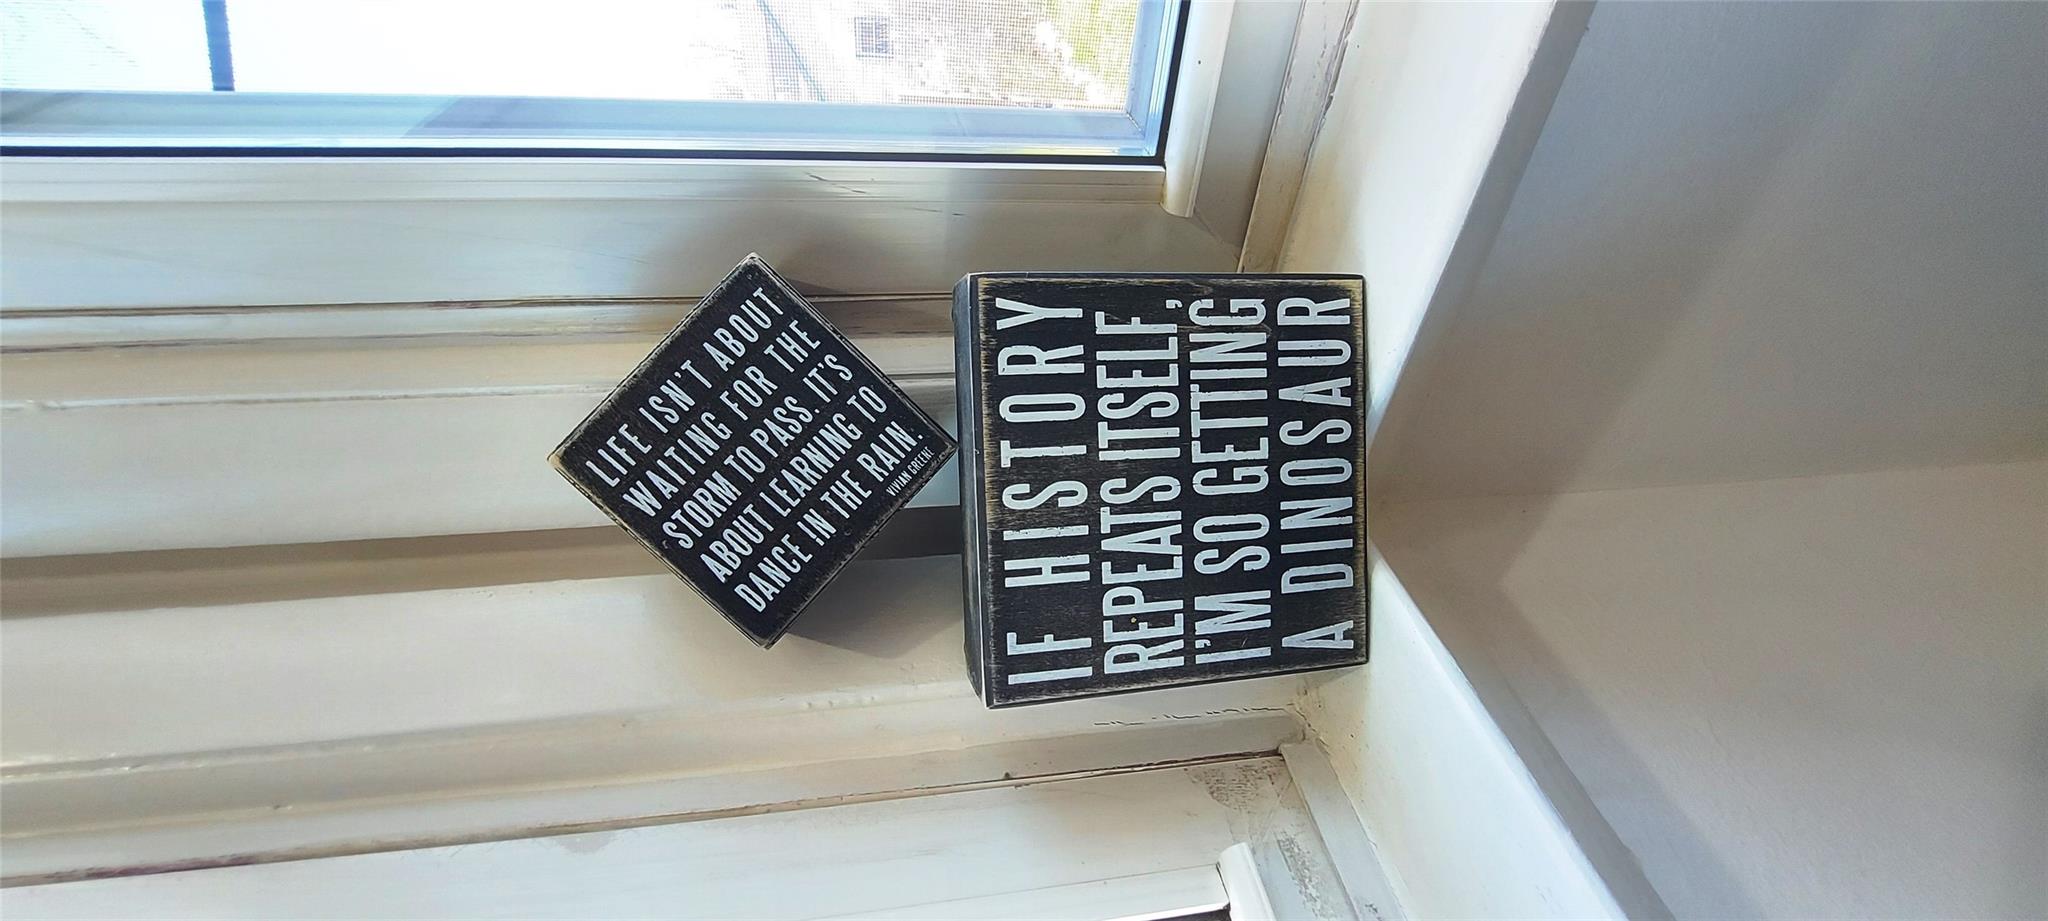 LIFE ISN'T ABOUT
WAITING FOR THE
STORM TO PASS. IT'S
ABOUT LEARNING TO
DANCE IN THE RAIN.
VIVIAN GREENE
IF HISTORY
REPEATS ITSELF,
I'M SO GETTING
A DINOSAUR